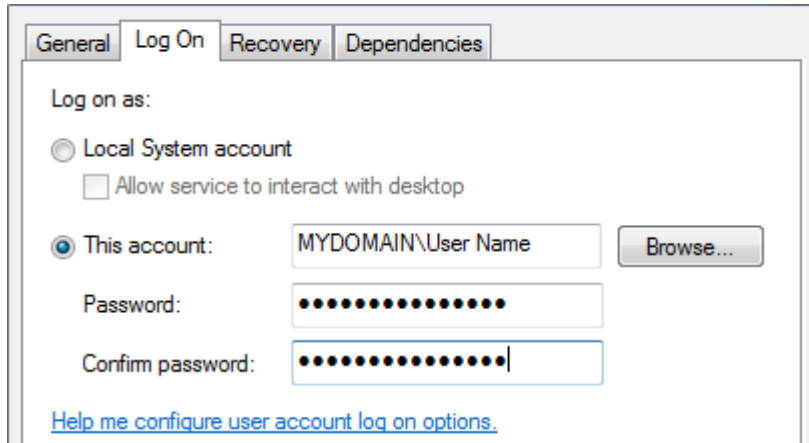 General Log On Recovery Dependencies
Log on as:
Local System account
Allow service to interact with desktop
This account: MYDOMAIN\User Name Browse...
Password: ●●●●●●●●●●●●●●●
Confirm password: ●●●●●●●●●●●●●●●
Help me configure user account log on options.